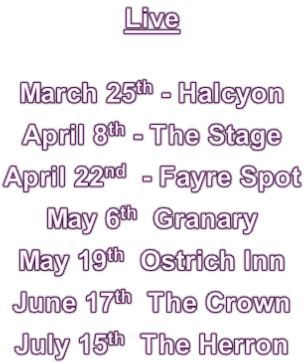 Live
March 25th - Halcyon
April 8th - The Stage
April 22nd - Fayre Spot
May 6th Granary
May 19th Ostrich Inn
June 17th The Crown
July 15th The Herron